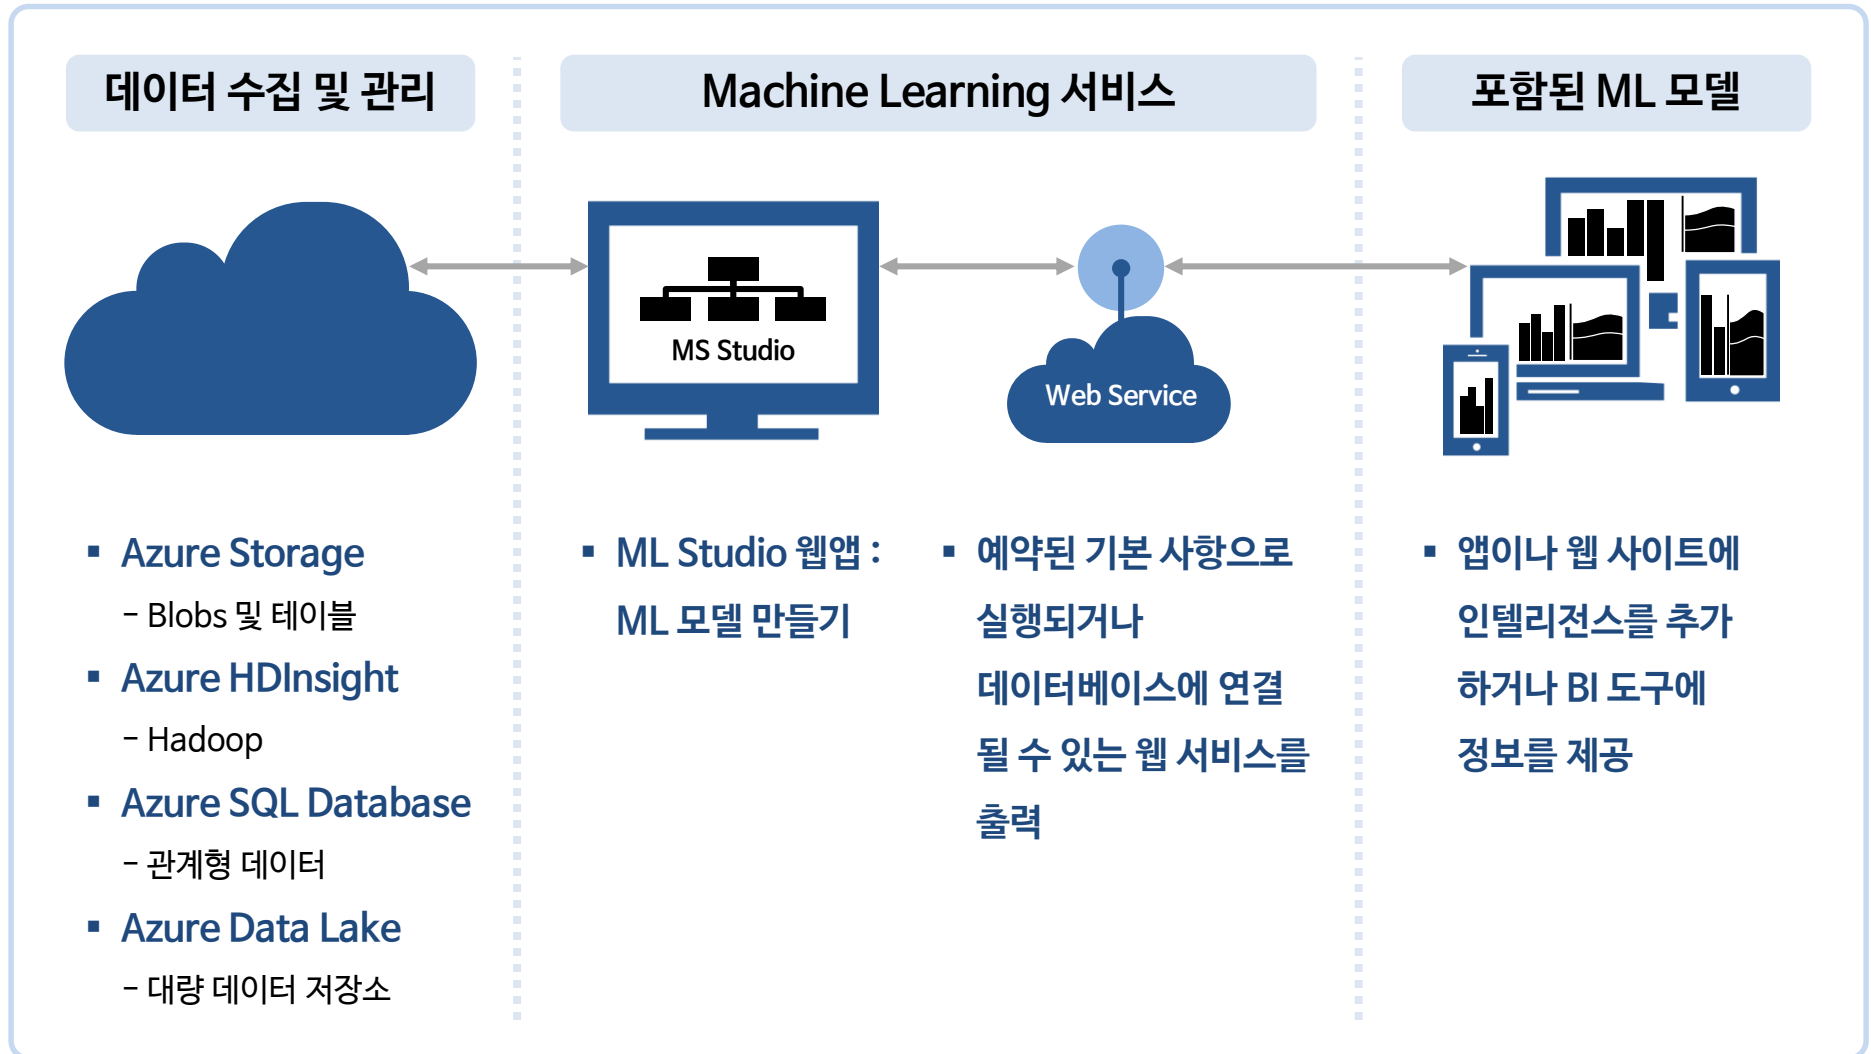 데이터 수집 및 관리
Machine Learning 서비스
포함된 ML 모델
MS Studio
Web Service
▪ Azure Storage
– Blobs 및 테이블
▪ Azure HDInsight
– Hadoop
▪ Azure SQL Database
– 관계형 데이터
▪ Azure Data Lake
– 대량 데이터 저장소
▪ ML Studio 웹앱 :
ML 모델 만들기
▪ 예약된 기본 사항으로
실행되거나
데이터베이스에 연결
될 수 있는 웹 서비스를
출력
▪ 앱이나 웹 사이트에
인텔리전스를 추가
하거나 BI 도구에
정보를 제공